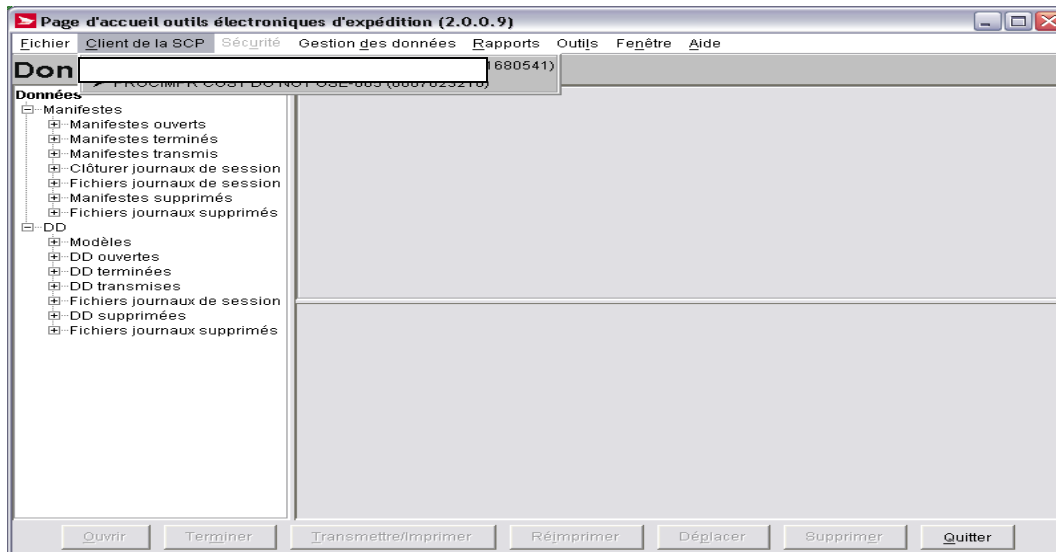 Page d'accueil outils électroniques d'expédition (2.0.0.9)
Fichier Client de la SCP Sécurité Gestion des données Rapports Outils Fenêtre Aide
Don 1680541)
Données
Manifestes
Manifestes ouverts
Manifestes terminés
Manifestes transmis
Clôturer journaux de session
Fichiers journaux de session
Manifestes supprimés
Fichiers journaux supprimés
DD
Modèles
DD ouvertes
DD terminées
DD transmises
Fichiers journaux de session
DD supprimées
Fichiers journaux supprimés
Ouvrir Terminer Transmettre/Imprimer Réimprimer Déplacer Supprimer Quitter